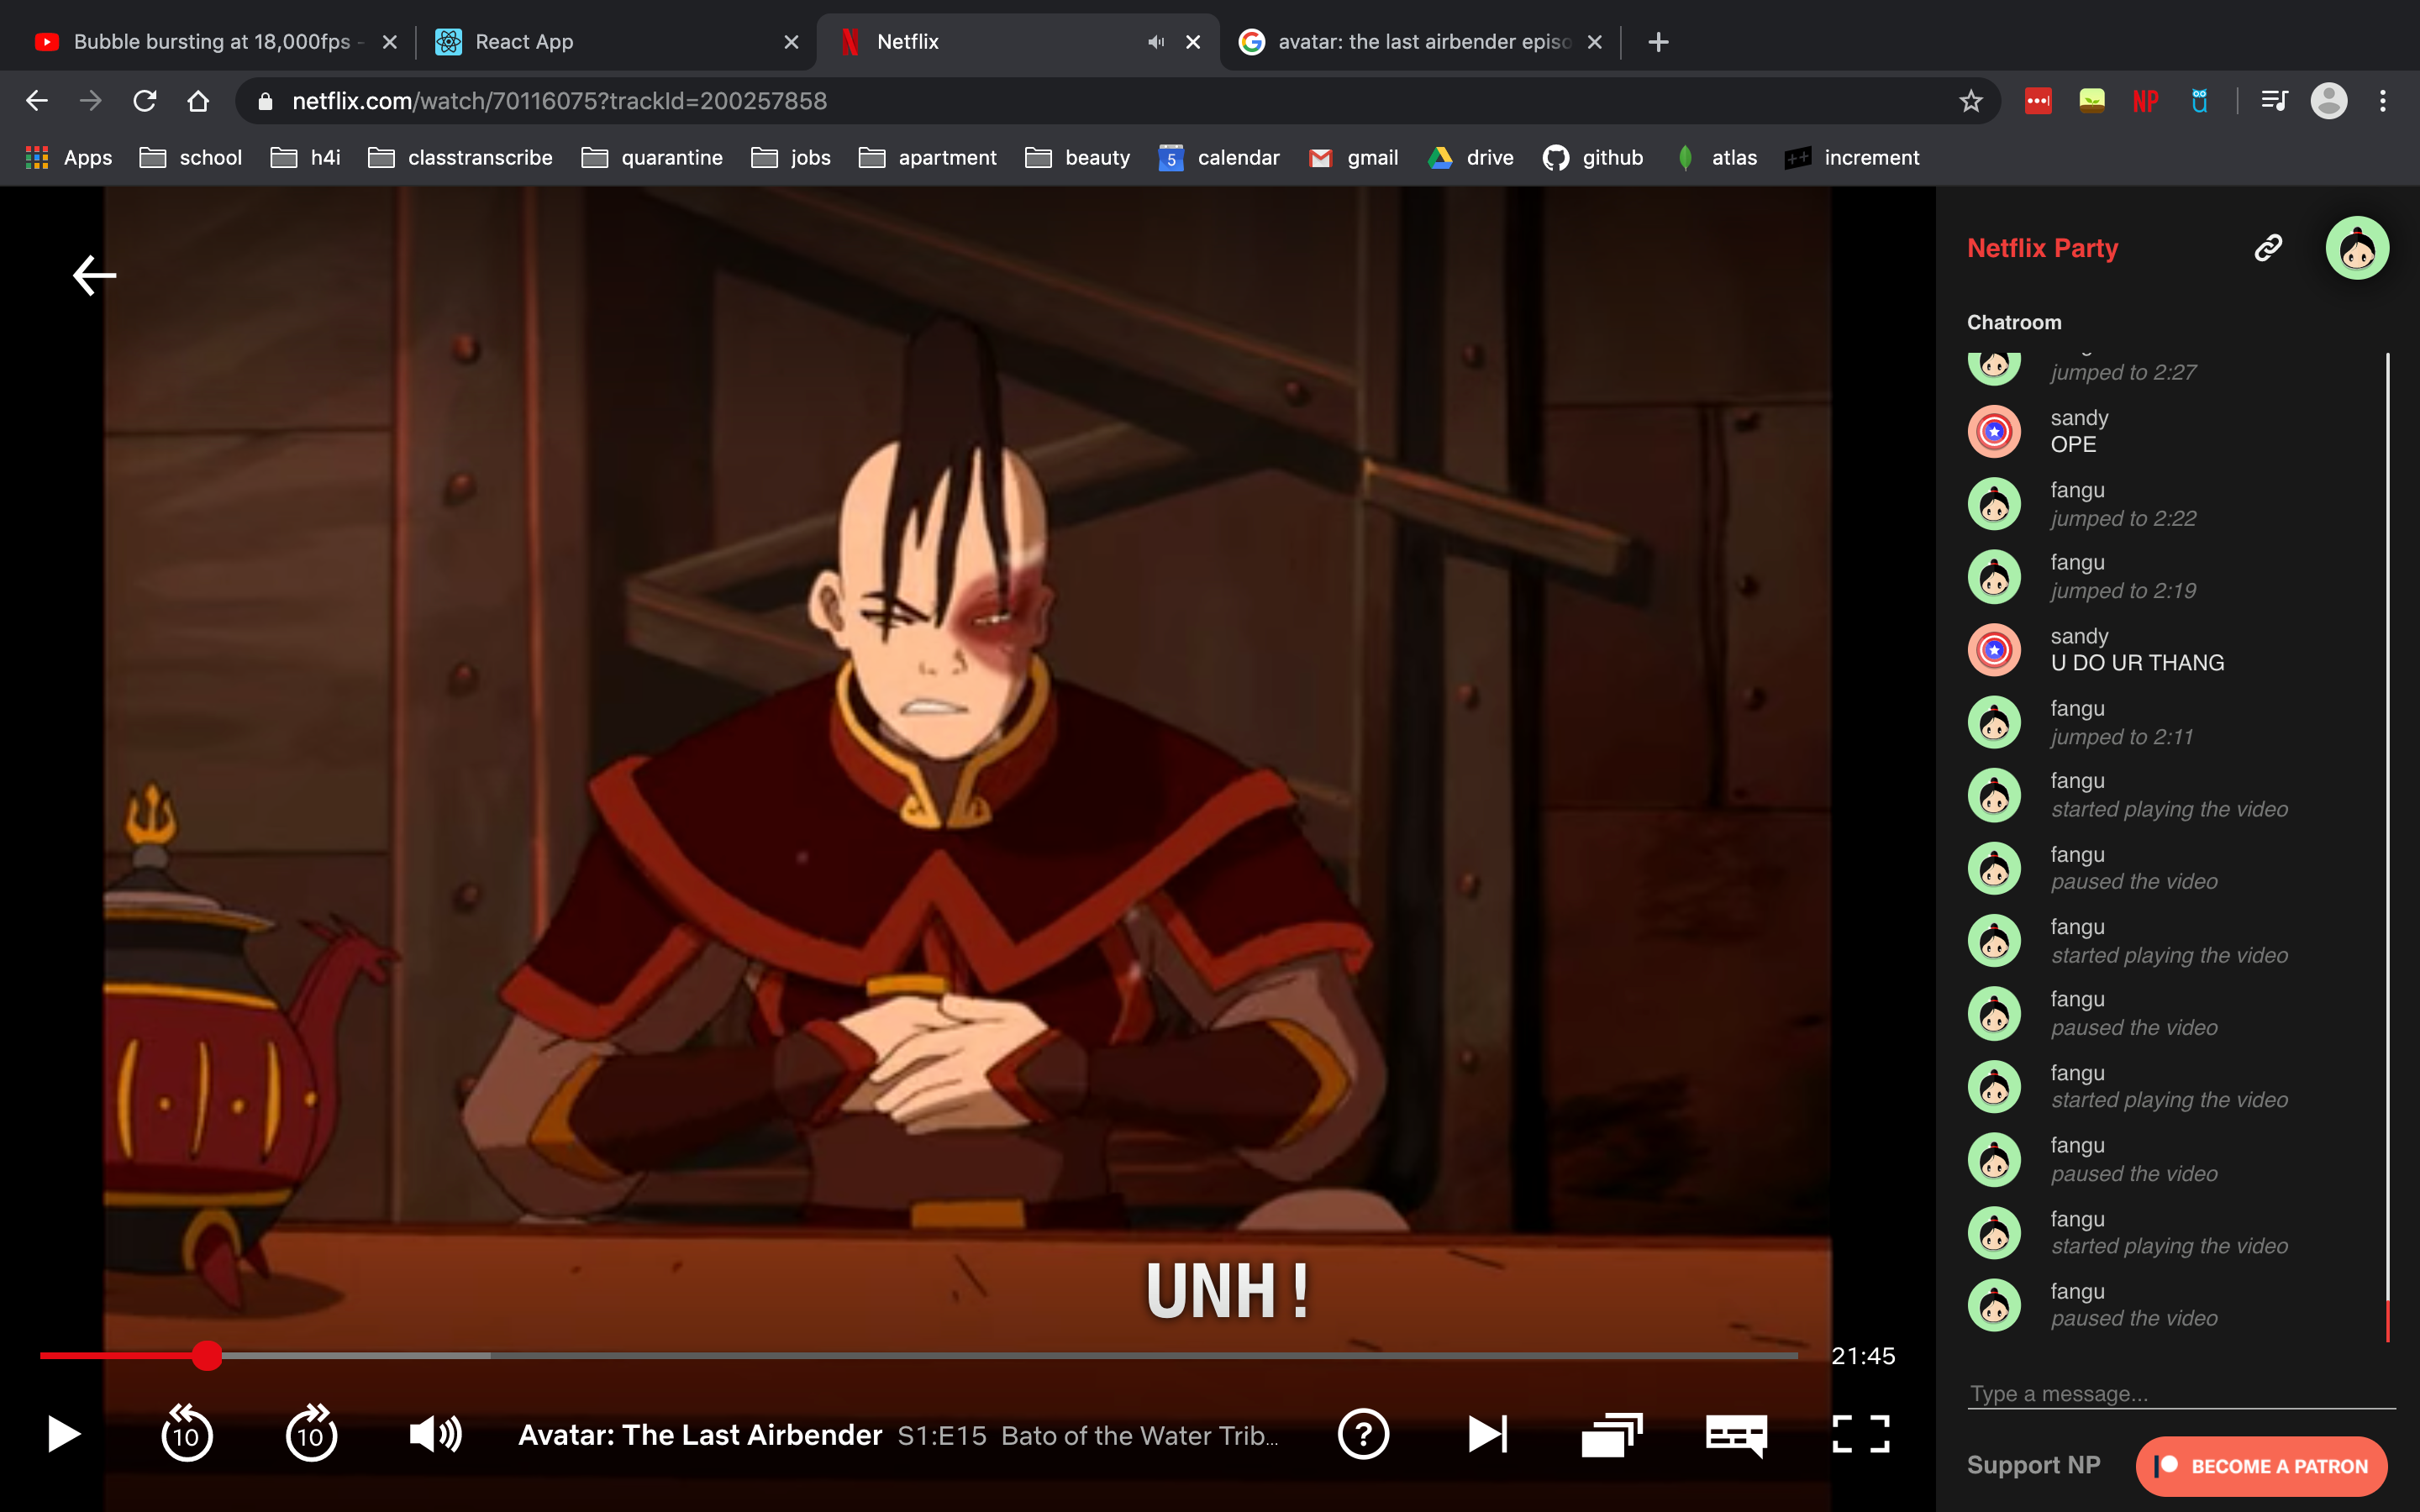 Bubble bursting at 18,000fps -
React App
Netflix
avatar: the last airbender episo
netflix.com/watch/70116075?trackId=200257858
NP
Apps
school
h4i
classtranscribe
quarantine
jobs
apartment
beauty
5
calendar
gmail
drive
github
atlas
++
increment
Netflix Party
Chatroom
jumped to 2:27
sandy
OPE
fangu
jumped to 2:22
fangu
jumped to 2:19
sandy
U DO UR THANG
fangu
jumped to 2:11
fangu
started playing the video
fangu
paused the video
fangu
started playing the video
fangu
paused the video
fangu
started playing the video
fangu
paused the video
fangu
started playing the video
fangu
paused the video
UNH!
21:45
10
10
Avatar: The Last Airbender S1:E15 Bato of the Water Trib...
?
Type a message...
Support NP
BECOME A PATRON